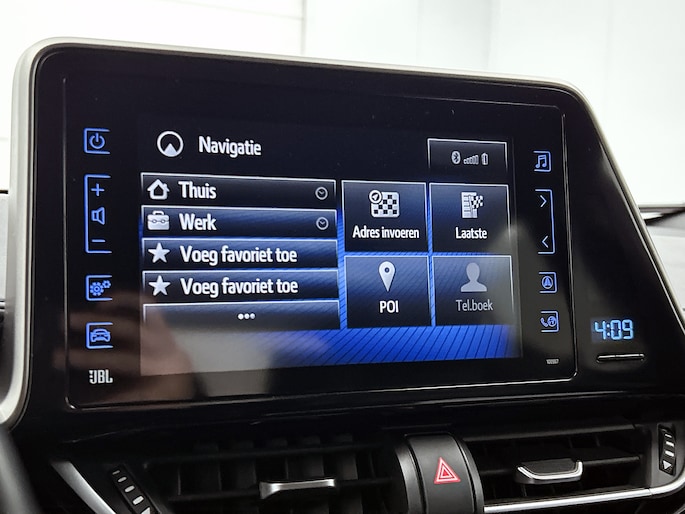 Navigatie
Thuis
Werk
Voeg favoriet toe
Voeg favoriet toe
•••
Adres invoeren
Laatste
POI
Tel.boek
JBL
4:09